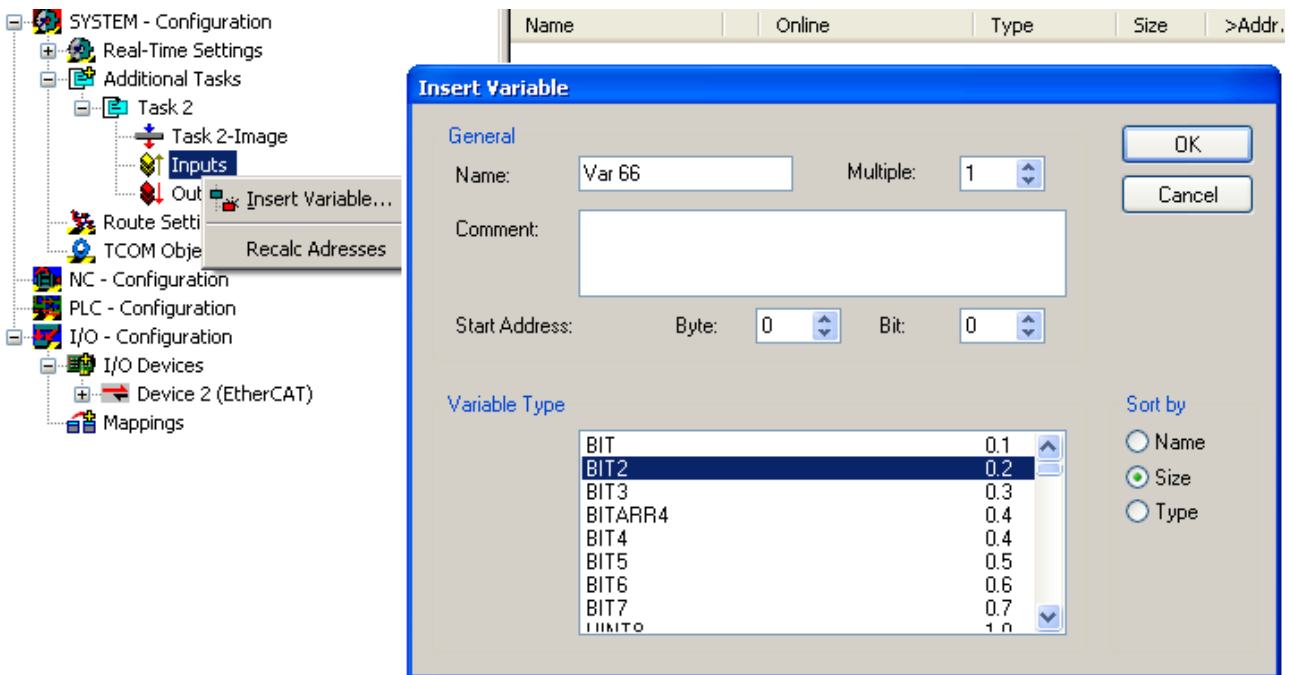 SYSTEM - Configuration
Real-Time Settings
Additional Tasks
Task 2
Task 2-Image
Inputs
Out
Route Setti
TCOM Obje
NC - Configuration
PLC - Configuration
I/O - Configuration
I/O Devices
Device 2 (EtherCAT)
Mappings
Insert Variable...
Recalc Adresses
Name Online Type Size >Addr.
Insert Variable
General
Name: Var 66 Multiple: 1
OK
Cancel
Comment:
Start Address: Byte: 0 Bit: 0
Variable Type
BIT 0.1
BIT2 0.2
BIT3 0.3
BITARR4 0.4
BIT4 0.4
BIT5 0.5
BIT6 0.6
BIT7 0.7
UINT8 1.0
Sort by
Name
Size
Type